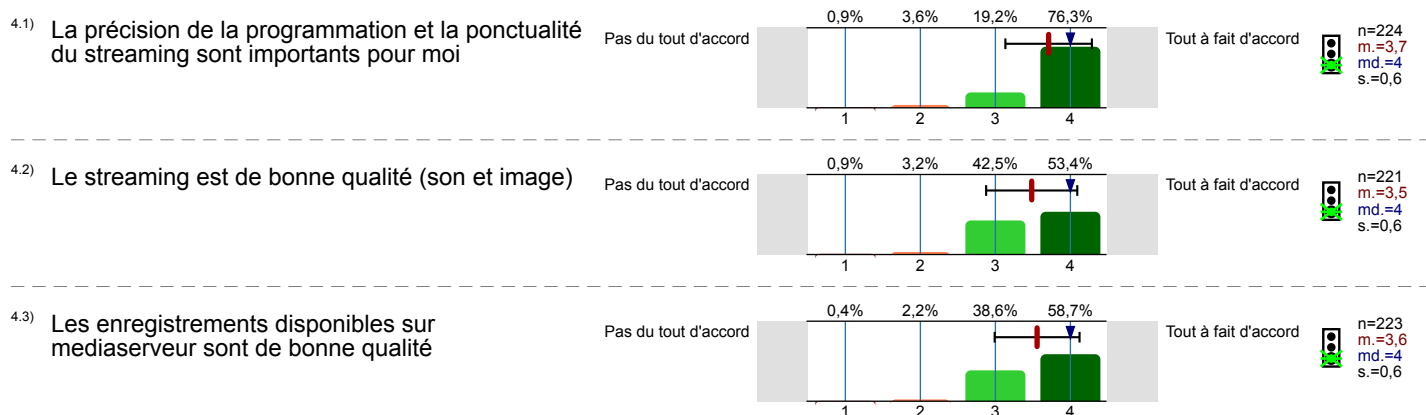 4.1) La précision de la programmation et la ponctualité
du streaming sont importants pour moi
Pas du tout d'accord
0,9% 3,6% 19,2% 76,3%
1 2 3 4
Tout à fait d'accord
n=224
m.=3,7
md.=4
s.=0,6
4.2) Le streaming est de bonne qualité (son et image)
Pas du tout d'accord
0,9% 3,2% 42,5% 53,4%
1 2 3 4
Tout à fait d'accord
n=221
m.=3,5
md.=4
s.=0,6
4.3) Les enregistrements disponibles sur
mediaserveur sont de bonne qualité
Pas du tout d'accord
0,4% 2,2% 38,6% 58,7%
1 2 3 4
Tout à fait d'accord
n=223
m.=3,6
md.=4
s.=0,6